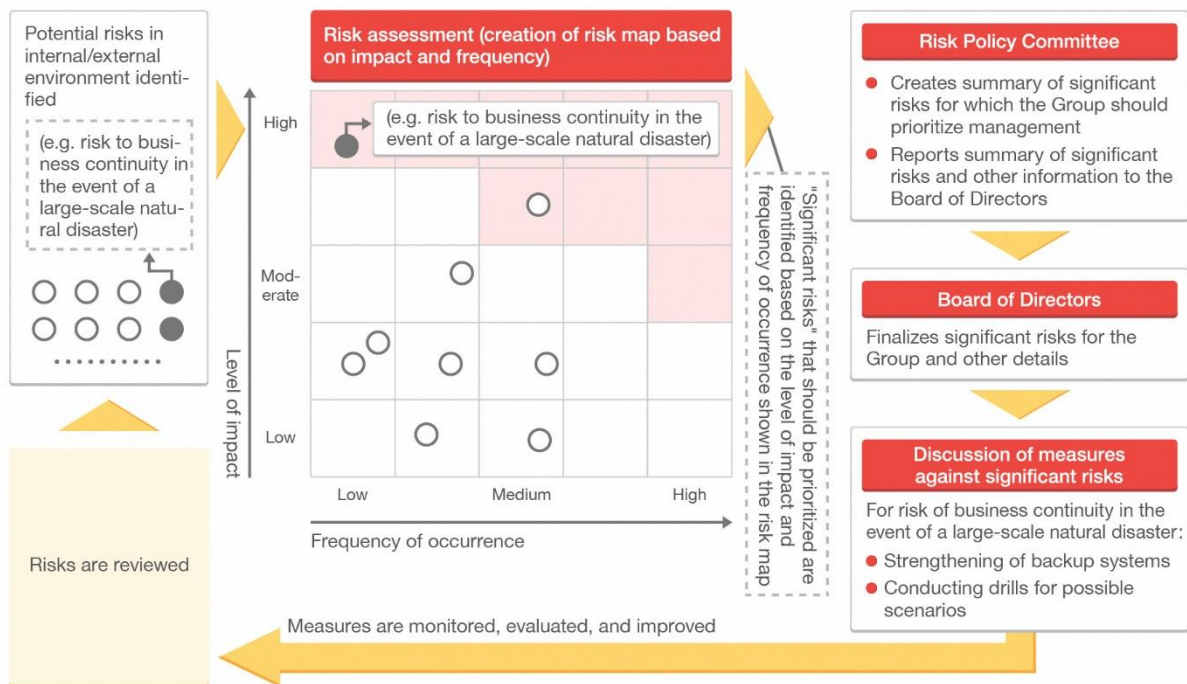 Potential risks in
internal/external
environment identi-
fied
(e.g. risk to busi-
ness continuity in
the event of a
large-scale natu-
ral disaster)
Risk assessment (creation of risk map based
on impact and frequency)
(e.g. risk to business continuity in the
event of a large-scale natural disaster)
High
Mod-
erate
Low
Level of impact
Low
Medium
High
Frequency of occurrence
"Significant risks" that should be prioritized are
identified based on the level of impact and
frequency of occurrence shown in the risk map
Risk Policy Committee
Creates summary of significant
risks for which the Group should
prioritize management
Reports summary of significant
risks and other information to the
Board of Directors
Board of Directors
Finalizes significant risks for the
Group and other details
Discussion of measures
against significant risks
For risk of business continuity in the
event of a large-scale natural disaster:
Strengthening of backup systems
Conducting drills for possible
scenarios
Measures are monitored, evaluated, and improved
Risks are reviewed